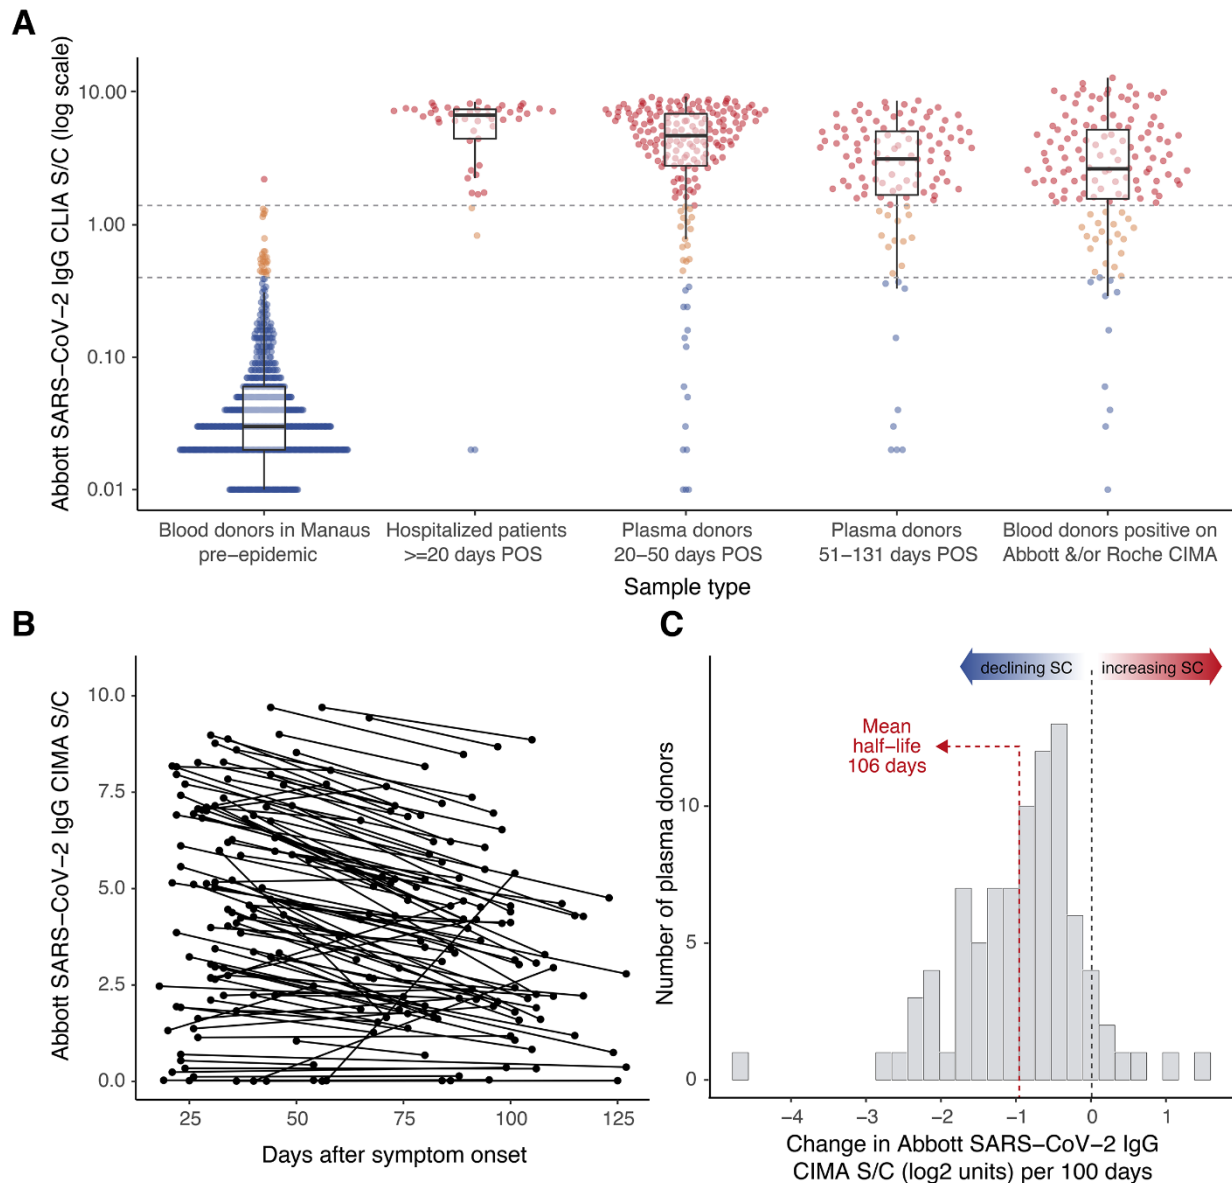 A
Abbott SARS−CoV−2 IgG CLIA S/C (log scale)
10.00
1.00
0.10
0.01
Blood donors in Manaus
pre−epidemic
Hospitalized patients
>=20 days POS
Plasma donors
20−50 days POS
Plasma donors
51−131 days POS
Blood donors positive on
Abbott &/or Roche CIMA
Sample type
B
Abbott SARS−CoV−2 IgG CIMA S/C
10.0
7.5
5.0
2.5
0.0
25
50
75
100
125
Days after symptom onset
C
declining SC
increasing SC
Mean
half−life
106 days
Number of plasma donors
10
5
0
−4
−3
−2
−1
0
1
Change in Abbott SARS−CoV−2 IgG
CIMA S/C (log2 units) per 100 days